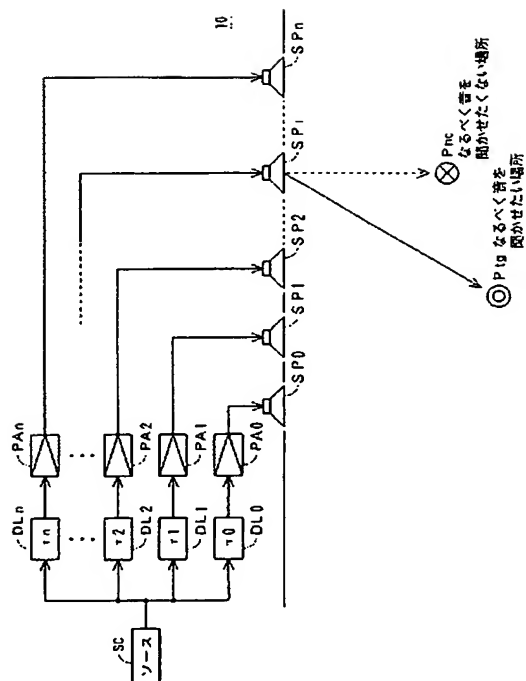 10
SC
ソース
DLn
τn
DL2
τ2
DL1
τ1
DL0
τ0
PAn
PA2
PA1
PA0
SP0
SP1
SP2
SPi
SPn
Ptg なるべく音を
聞かせたい場所
Pnc
なるべく音を
聞かせたくない場所